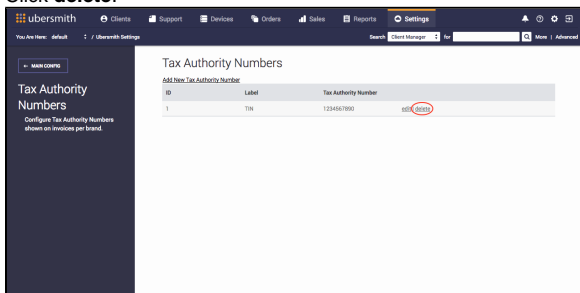 Click delete.
ubersmith Clients Support Devices Orders Sales Reports Settings
You Are Here: default / Ubersmith Settings Search Client Manager for More | Advanced
← MAIN CONFIG
Tax Authority Numbers
Configure Tax Authority Numbers shown on invoices per brand.
Tax Authority Numbers
Add New Tax Authority Number
ID Label Tax Authority Number
1 TIN 1234567890 edit delete